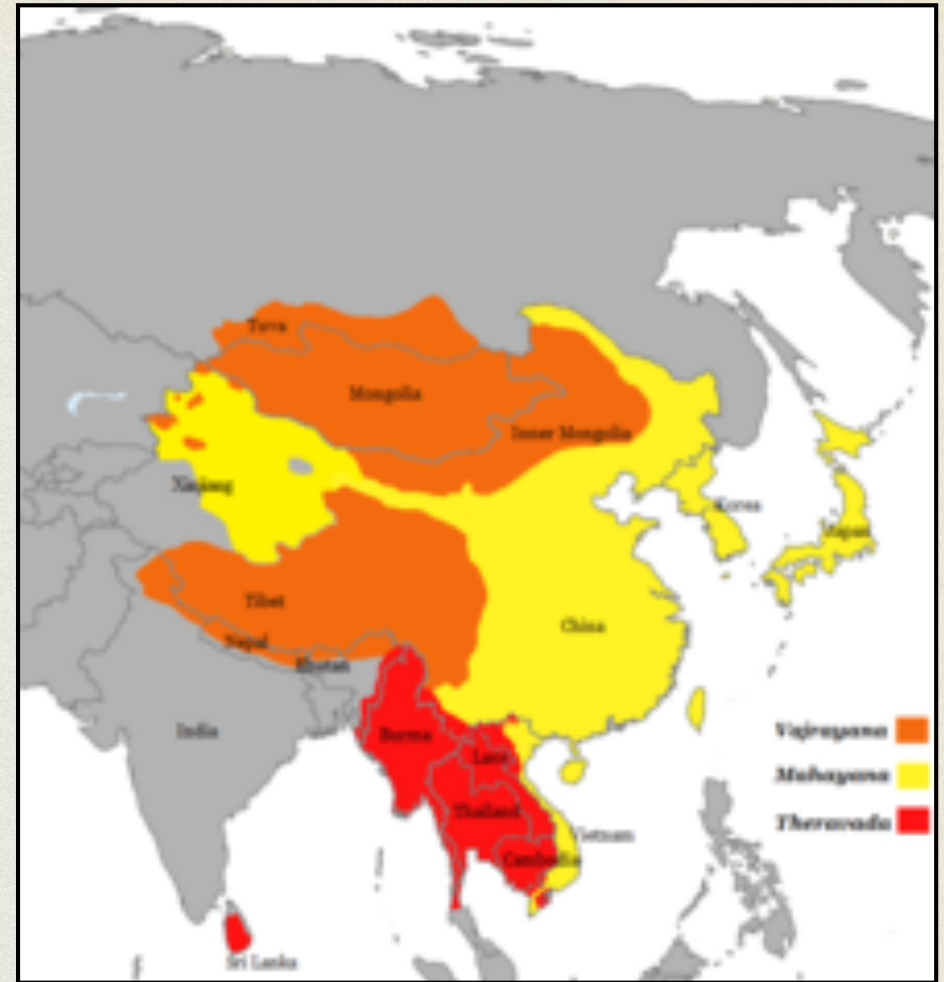 Tuva
Mongolia
Inner Mongolia
Xinjiang
Korea
Japan
Tibet
China
Nepal
Bhutan
India
Vajrayana
Burma
Laos
Mahayana
Thailand
Theravada
Vietnam
Cambodia
Sri Lanka